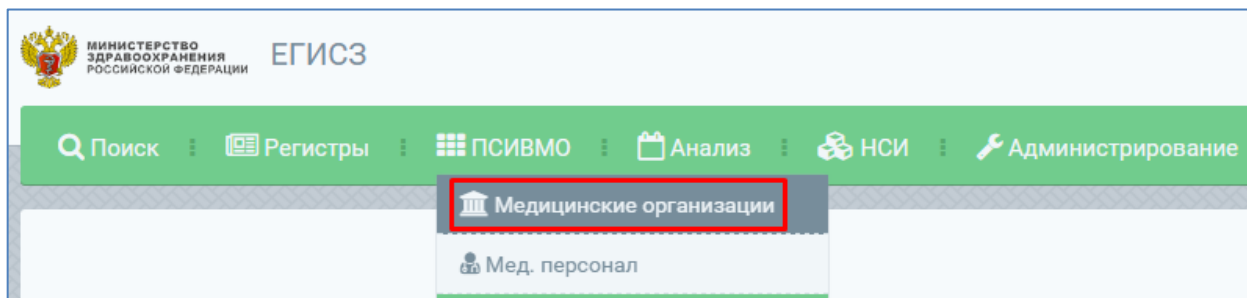 МИНИСТЕРСТВО
ЗДРАВООХРАНЕНИЯ
РОССИЙСКОЙ ФЕДЕРАЦИИ
ЕГИСЗ
Поиск Регистры ПСИВМО Анализ НСИ Администрирование
Медицинские организации
Мед. персонал